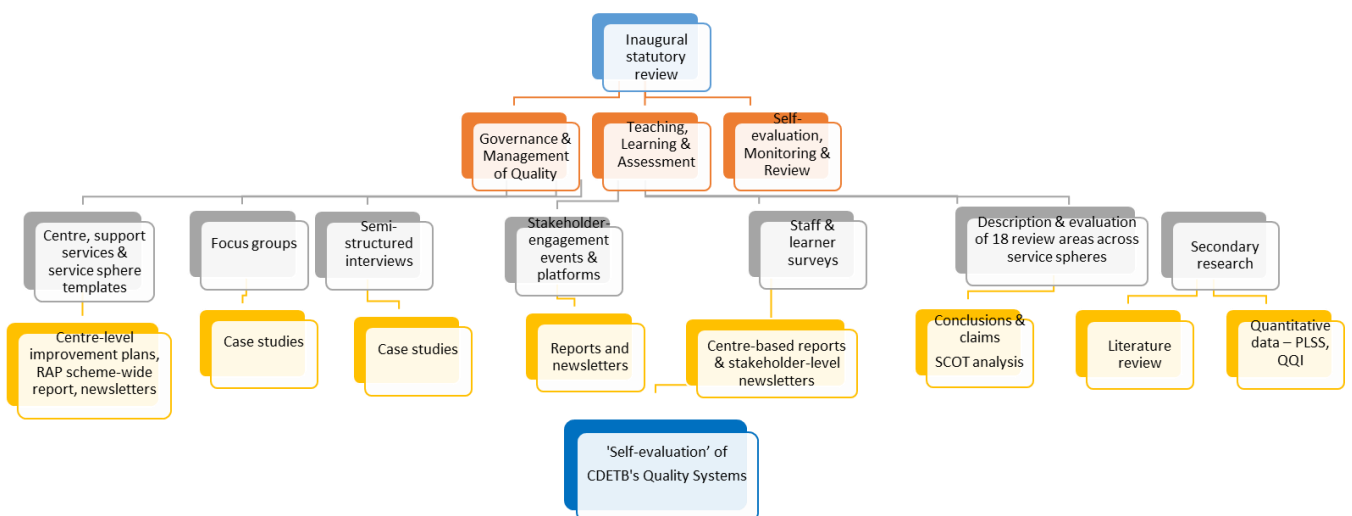 Inaugural
statutory
review
Governance &
Management
of Quality
Teaching,
Learning &
Assessment
Self-
evaluation,
Monitoring &
Review
Centre, support
services &
service sphere
templates
Focus groups
Semi-
structured
interviews
Stakeholder-
engagement
events &
platforms
Staff &
learner
surveys
Description & evaluation
of 18 review areas across
service spheres
Secondary
research
Centre-level
improvement plans,
RAP scheme-wide
report, newsletters
Case studies
Case studies
Reports and
newsletters
Centre-based reports
& stakeholder-level
newsletters
Conclusions &
claims
SCOT analysis
Literature
review
Quantitative
data – PLSS,
QQI
'Self-evaluation’ of
CDETB's Quality Systems